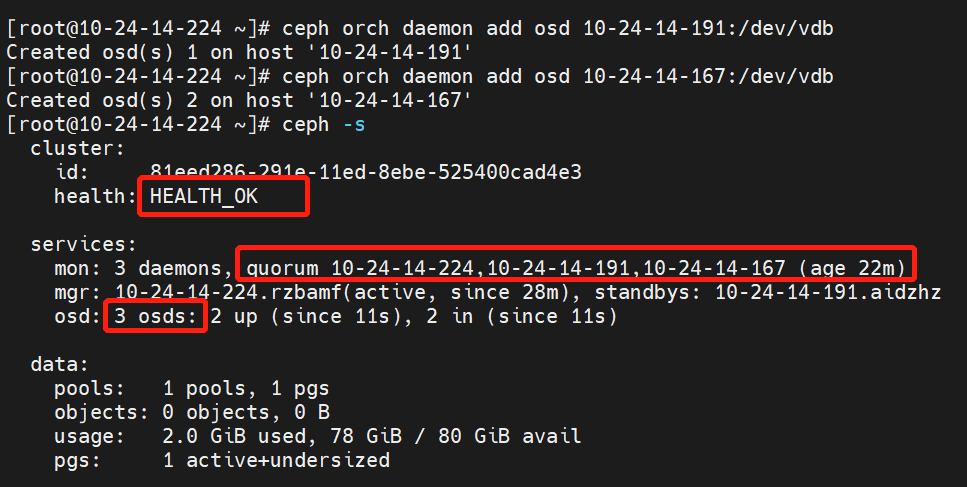 [root@10-24-14-224 ~]# ceph orch daemon add osd 10-24-14-191:/dev/vdb
Created osd(s) 1 on host '10-24-14-191'
[root@10-24-14-224 ~]# ceph orch daemon add osd 10-24-14-167:/dev/vdb
Created osd(s) 2 on host '10-24-14-167'
[root@10-24-14-224 ~]# ceph -s
  cluster:
    id:     81eed286-291e-11ed-8ebe-525400cad4e3
    health: HEALTH_OK

  services:
    mon: 3 daemons, quorum 10-24-14-224,10-24-14-191,10-24-14-167 (age 22m)
    mgr: 10-24-14-224.rzbamf(active, since 28m), standbys: 10-24-14-191.aidzhz
    osd: 3 osds: 2 up (since 11s), 2 in (since 11s)

  data:
    pools:   1 pools, 1 pgs
    objects: 0 objects, 0 B
    usage:   2.0 GiB used, 78 GiB / 80 GiB avail
    pgs:     1 active+undersized